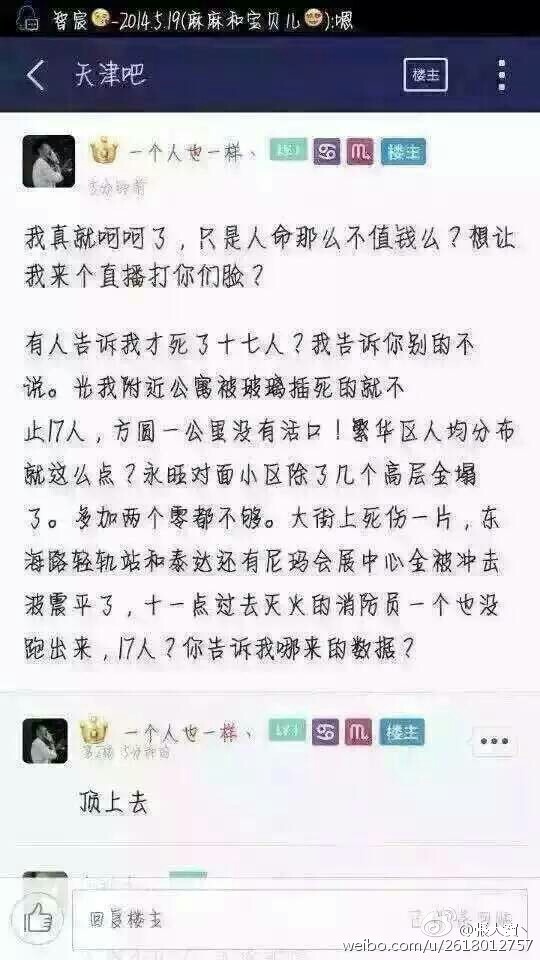 智宸-2014.5.19(麻麻和宝贝儿):嗯
天津吧
楼主
一个人也一样、
楼主
5分钟前
我真就呵呵了，只是人命那么不值钱么？想让
我来个直播打你们脸？
有人告诉我才死了十七人？我告诉你别的不
说。光我附近公寓被玻璃插死的就不
止17人，方圆一公里没有活口！繁华区人均分布
就这么点？永旺对面小区除了几个高层全塌
了。多加两个零都不够。大街上死伤一片，东
海路轻轨站和泰达还有尼玛会展中心全被冲击
波震平了，十一点过去灭火的消防员一个也没
跑出来，17人？你告诉我哪来的数据？
一个人也一样、
楼主
5分钟前
顶上去
回复楼主
weibo.com/u/2618012757